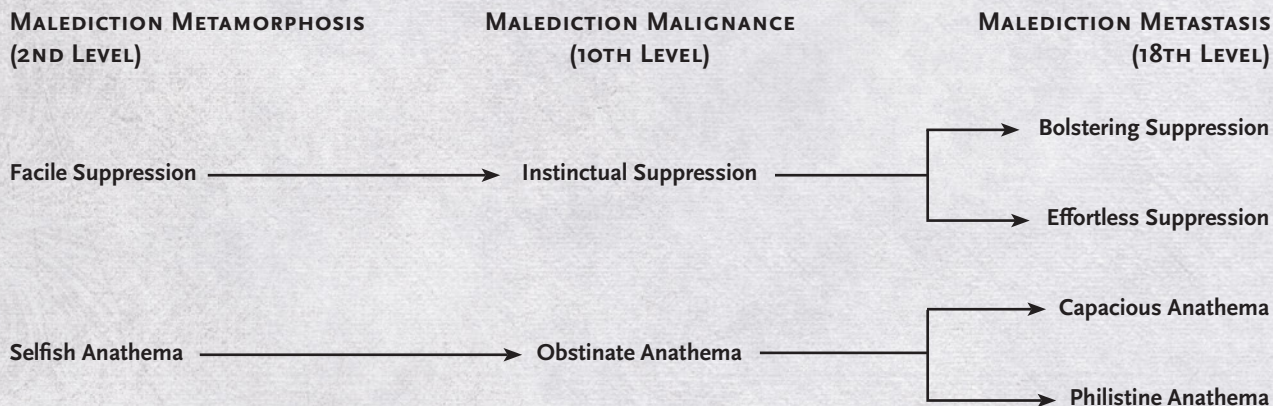 Malediction Metamorphosis
(2nd Level)
Malediction Malignance
(10th Level)
Malediction Metastasis
(18th Level)
Bolstering Suppression
Facile Suppression
Instinctual Suppression
Effortless Suppression
Capacious Anathema
Selfish Anathema
Obstinate Anathema
Philistine Anathema